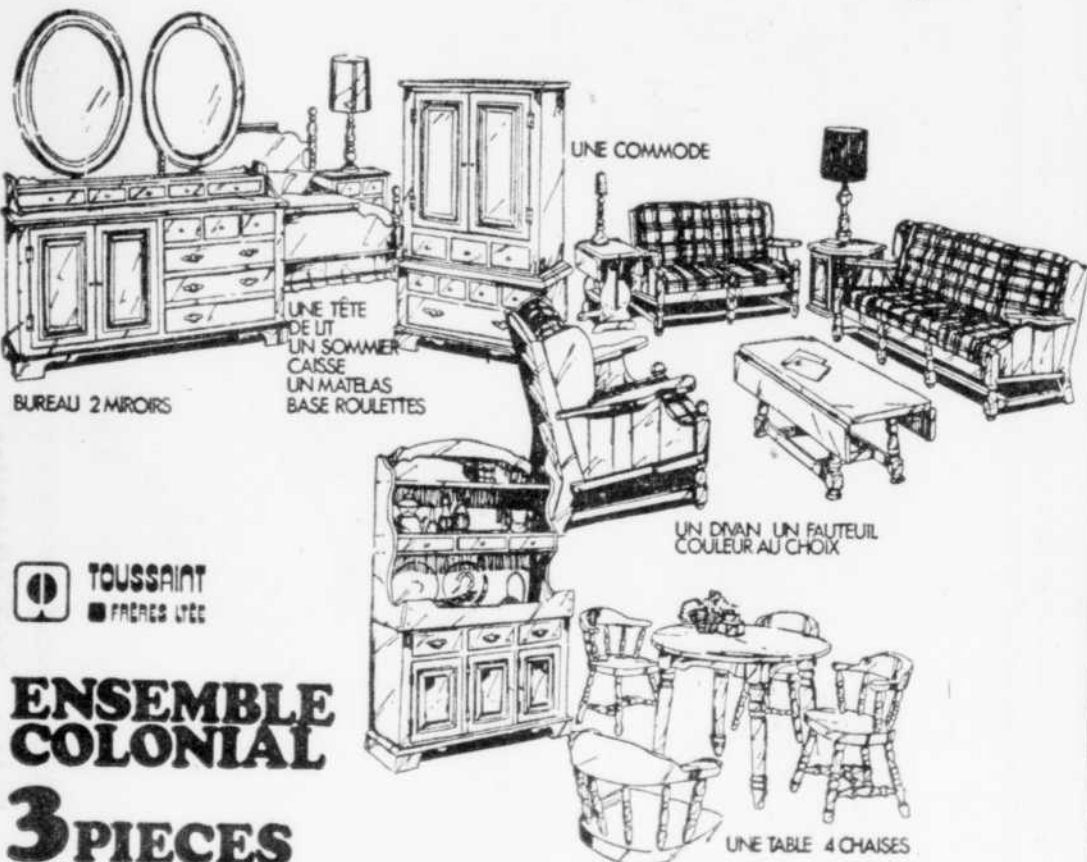 UNE COMMODE
UNE TÊTE
DE LIT
UN SOMMIER
CAISSE
UN MATELAS
BASE ROULETTES
BUREAU 2 MIROIRS
UN DIVAN UN FAUTEUIL
COULEUR AU CHOIX
TOUSSAINT
FRÈRES LTÉE
ENSEMBLE
COLONIAL
3 PIECES
UNE TABLE 4 CHAISES